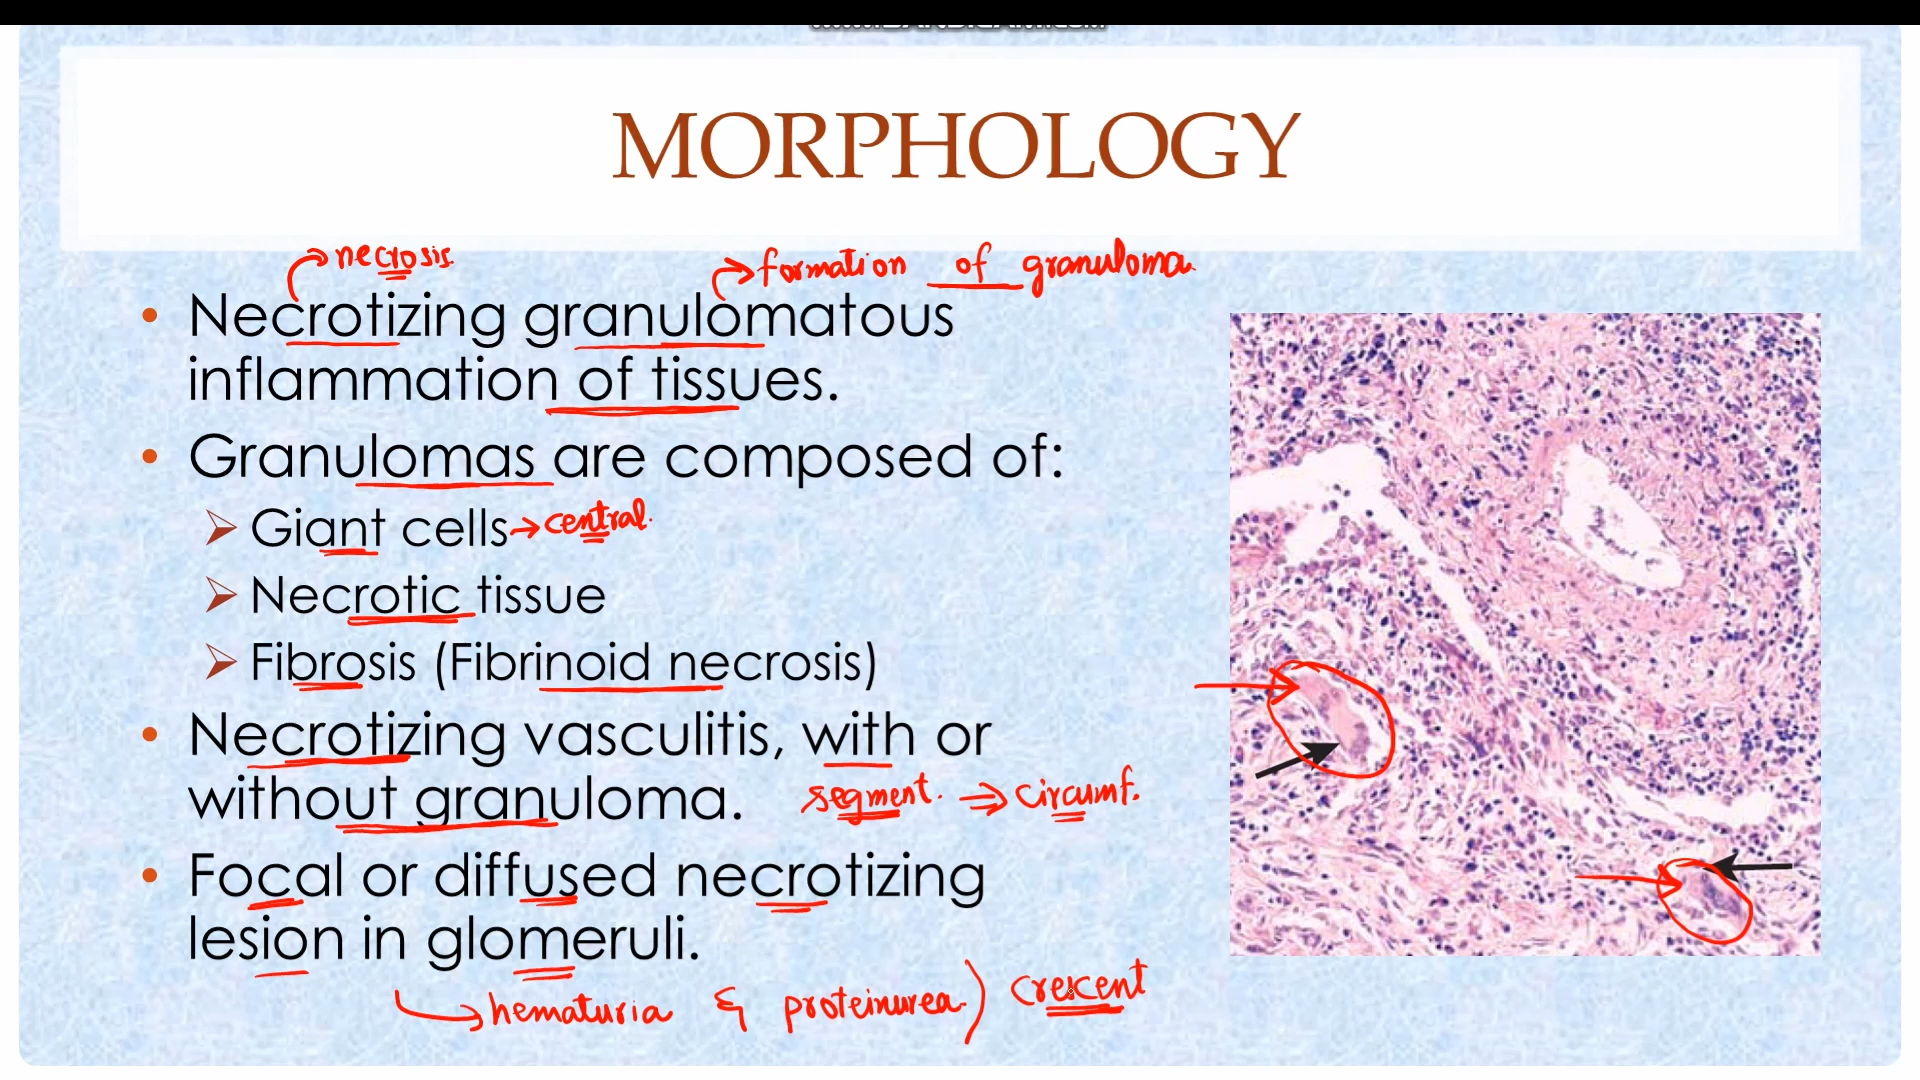 MORPHOLOGY
necrosis.
formation of granuloma.
• Necrotizing granulomatous
inflammation of tissues.
• Granulomas are composed of:
Giant cells → central.
Necrotic tissue
Fibrosis (Fibrinoid necrosis)
• Necrotizing vasculitis, with or
without granuloma.
segment. ⇒ circumf.
• Focal or diffused necrotizing
lesion in glomeruli.
hematuria & proteinurea) crescent